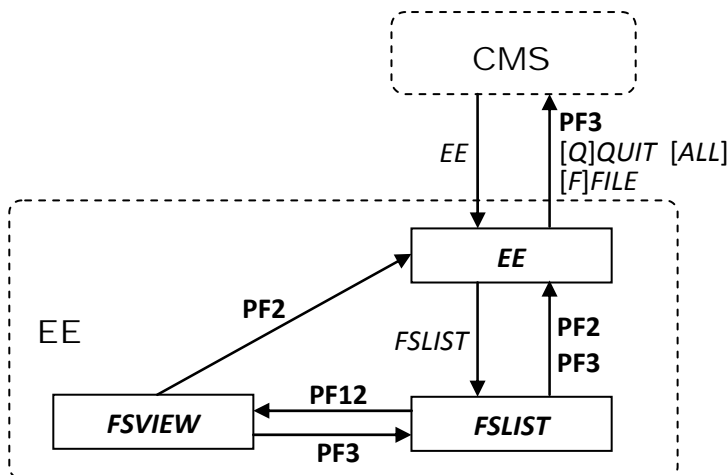 CMS
EE
PF3
[Q]QUIT [ALL]
[F]FILE
EE
PF2
EE
FSLIST
PF2
PF3
FSVIEW
PF12
PF3
FSLIST